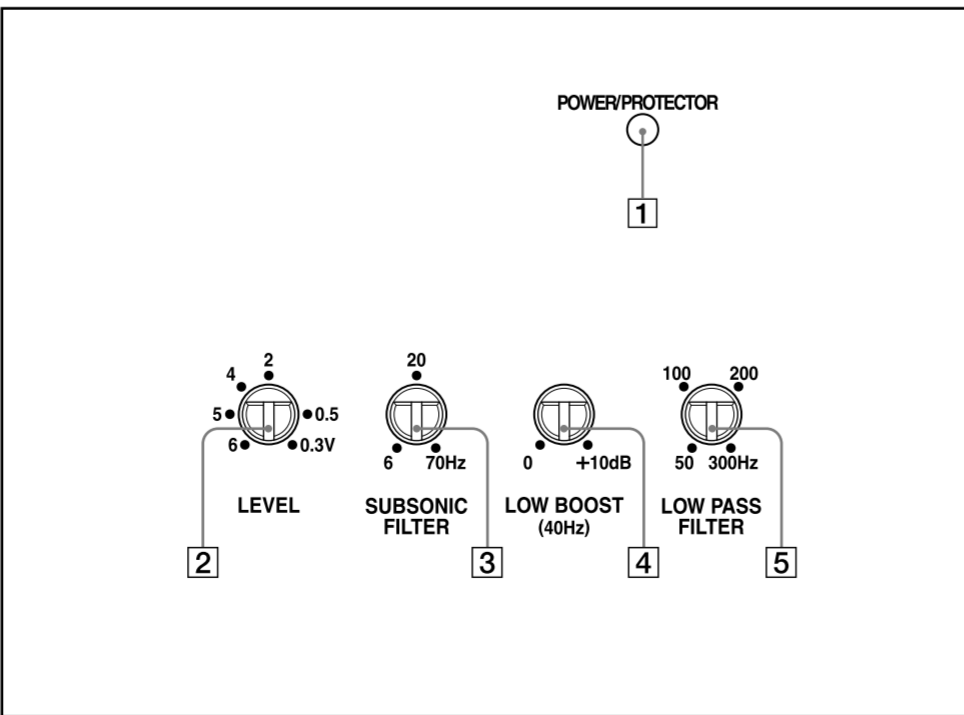 POWER/PROTECTOR
1
2
4
5
6
0.5
0.3V
LEVEL
2
20
6
70Hz
SUBSONIC
FILTER
3
0
+10dB
LOW BOOST
(40Hz)
4
100
200
50
300Hz
LOW PASS
FILTER
5